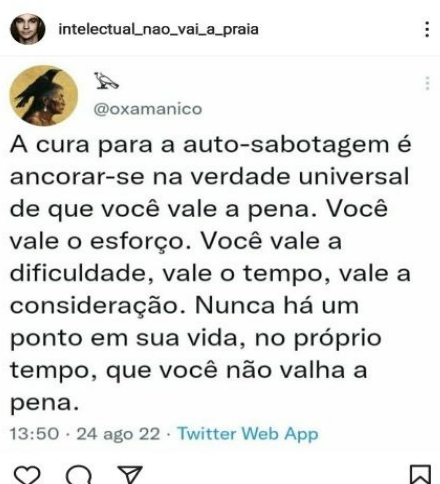 intelectual_nao_vai_a_praia
@oxamanico
A cura para a auto-sabotagem é
ancorar-se na verdade universal
de que você vale a pena. Você
vale o esforço. Você vale a
dificuldade, vale o tempo, vale a
consideração. Nunca há um
ponto em sua vida, no próprio
tempo, que você não valha a
pena.
13:50 · 24 ago 22 · Twitter Web App